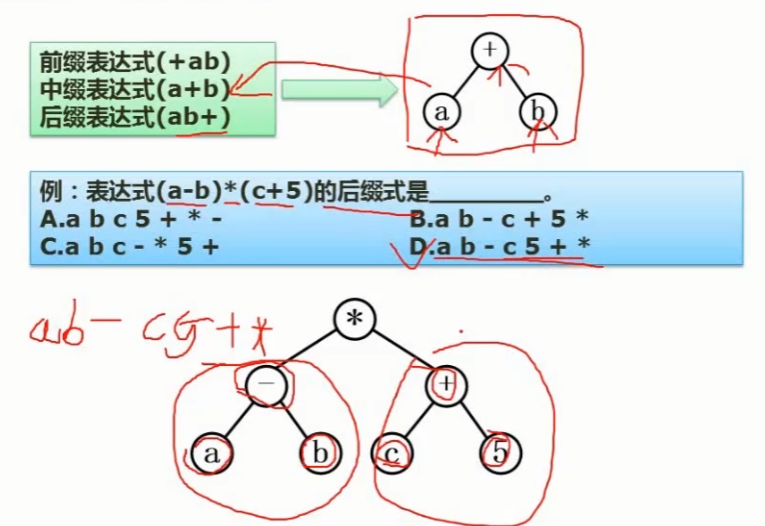 前缀表达式(+ab)
中缀表达式(a+b)
后缀表达式(ab+)
+
a b
例：表达式(a-b)*(c+5)的后缀式是________。
A.a b c 5 + * - B.a b - c + 5 *
C.a b c - * 5 + D.a b - c 5 + *
ab- c5+*
*
- +
a b c 5